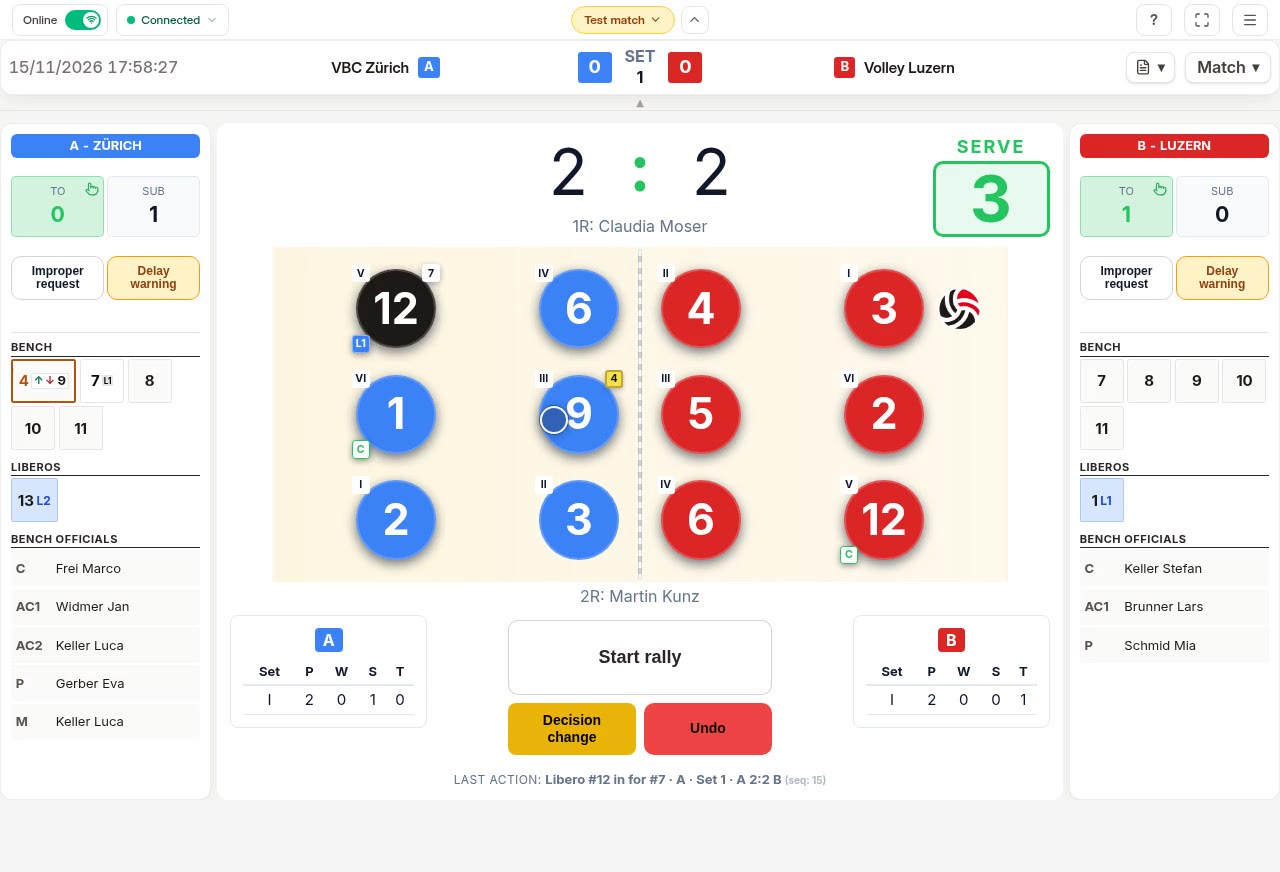 Online
Connected
Test match
?
15/11/2026 17:58:27
VBC Zürich A
0 SET 0
1
B Volley Luzern
Match ▾
A - ZÜRICH
TO
0
SUB
1
Improper
request
Delay
warning
BENCH
4 ↑↓ 9
7 L1
8
10
11
LIBEROS
13 L2
BENCH OFFICIALS
C Frei Marco
AC1 Widmer Jan
AC2 Keller Luca
P Gerber Eva
M Keller Luca
2 : 2
SERVE
3
1R: Claudia Moser
V 7
12
L1
IV
6
II
4
I
3
VI
1
C
III 4
9
III
5
VI
2
I
2
II
3
IV
6
V
12
C
2R: Martin Kunz
A
Set P W S T
I 2 0 1 0
Start rally
Decision
change
Undo
B
Set P W S T
I 2 0 0 1
LAST ACTION: Libero #12 in for #7 · A · Set 1 · A 2:2 B (seq: 15)
B - LUZERN
TO
1
SUB
0
Improper
request
Delay
warning
BENCH
7
8
9
10
11
LIBEROS
1 L1
BENCH OFFICIALS
C Keller Stefan
AC1 Brunner Lars
P Schmid Mia